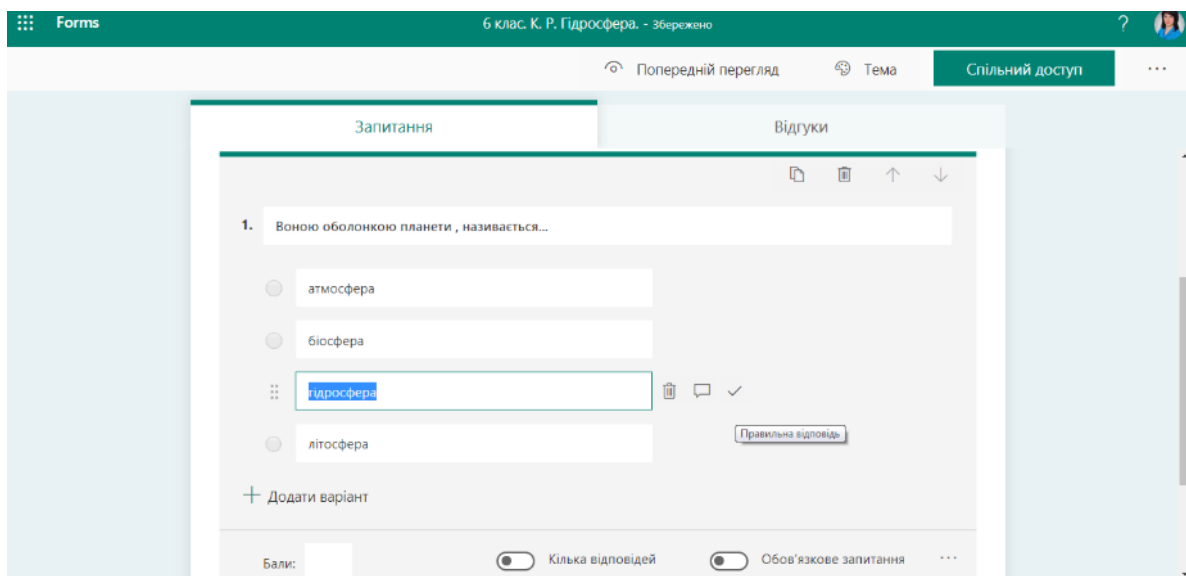 Forms
6 клас. К. Р. Гідросфера. - Збережено
?
Попередній перегляд
Тема
Спільний доступ
...
Запитання
Відгуки
1. Воною оболонкою планети , називається...
атмосфера
біосфера
гідросфера
Правильна відповідь
літосфера
Додати варіант
Бали:
Кілька відповідей
Обов'язкове запитання
...